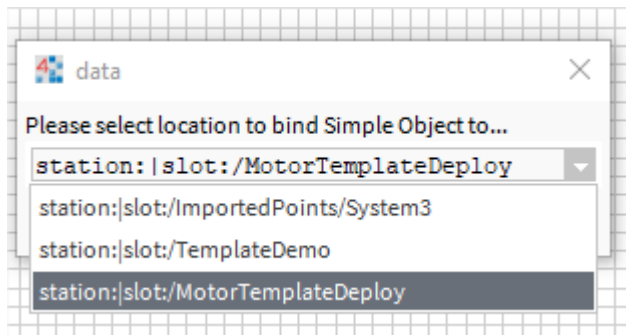 data
Please select location to bind Simple Object to...
station:|slot:/MotorTemplateDeploy
station:|slot:/ImportedPoints/System3
station:|slot:/TemplateDemo
station:|slot:/MotorTemplateDeploy